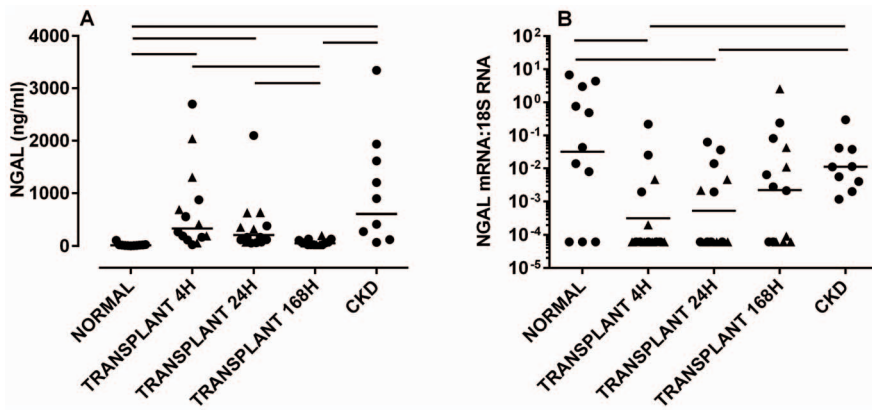 A
NGAL (ng/ml)
4000
3000
2000
1000
0
NORMAL
TRANSPLANT 4H
TRANSPLANT 24H
TRANSPLANT 168H
CKD
B
NGAL mRNA:18S RNA
10²
10¹
10⁰
10⁻¹
10⁻²
10⁻³
10⁻⁴
10⁻⁵
NORMAL
TRANSPLANT 4H
TRANSPLANT 24H
TRANSPLANT 168H
CKD